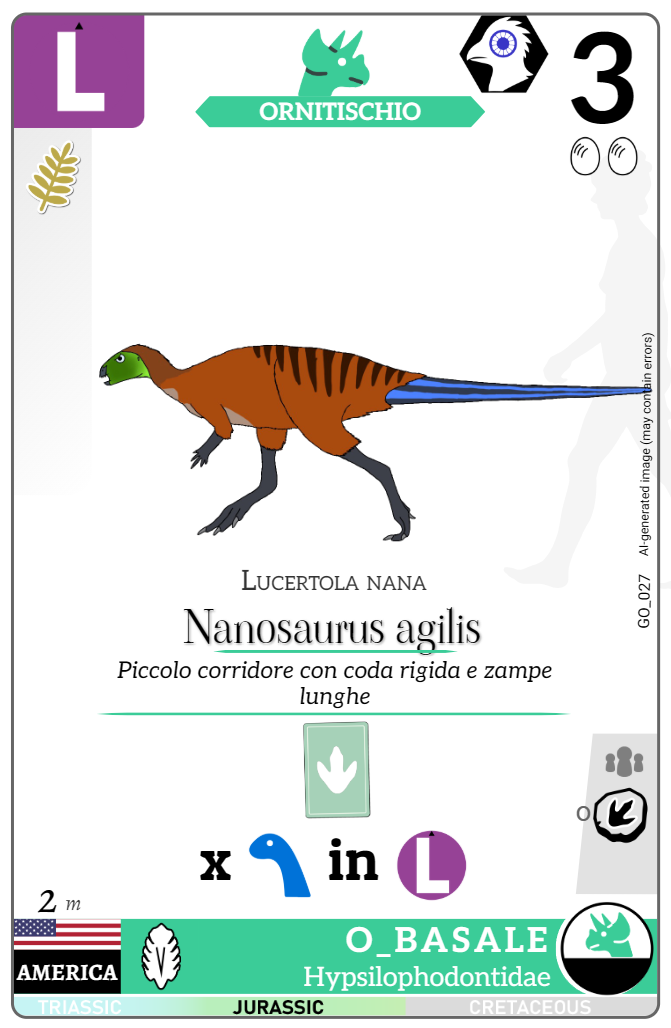 L
ORNITISCHIO
3
AI-generated image (may contain errors)
GO_027
Lucertola nana
Nanosaurus agilis
Piccolo corridore con coda rigida e zampe
lunghe
O
x in L
2 m
AMERICA
O_BASALE
Hypsilophodontidae
TRIASSIC JURASSIC CRETACEOUS